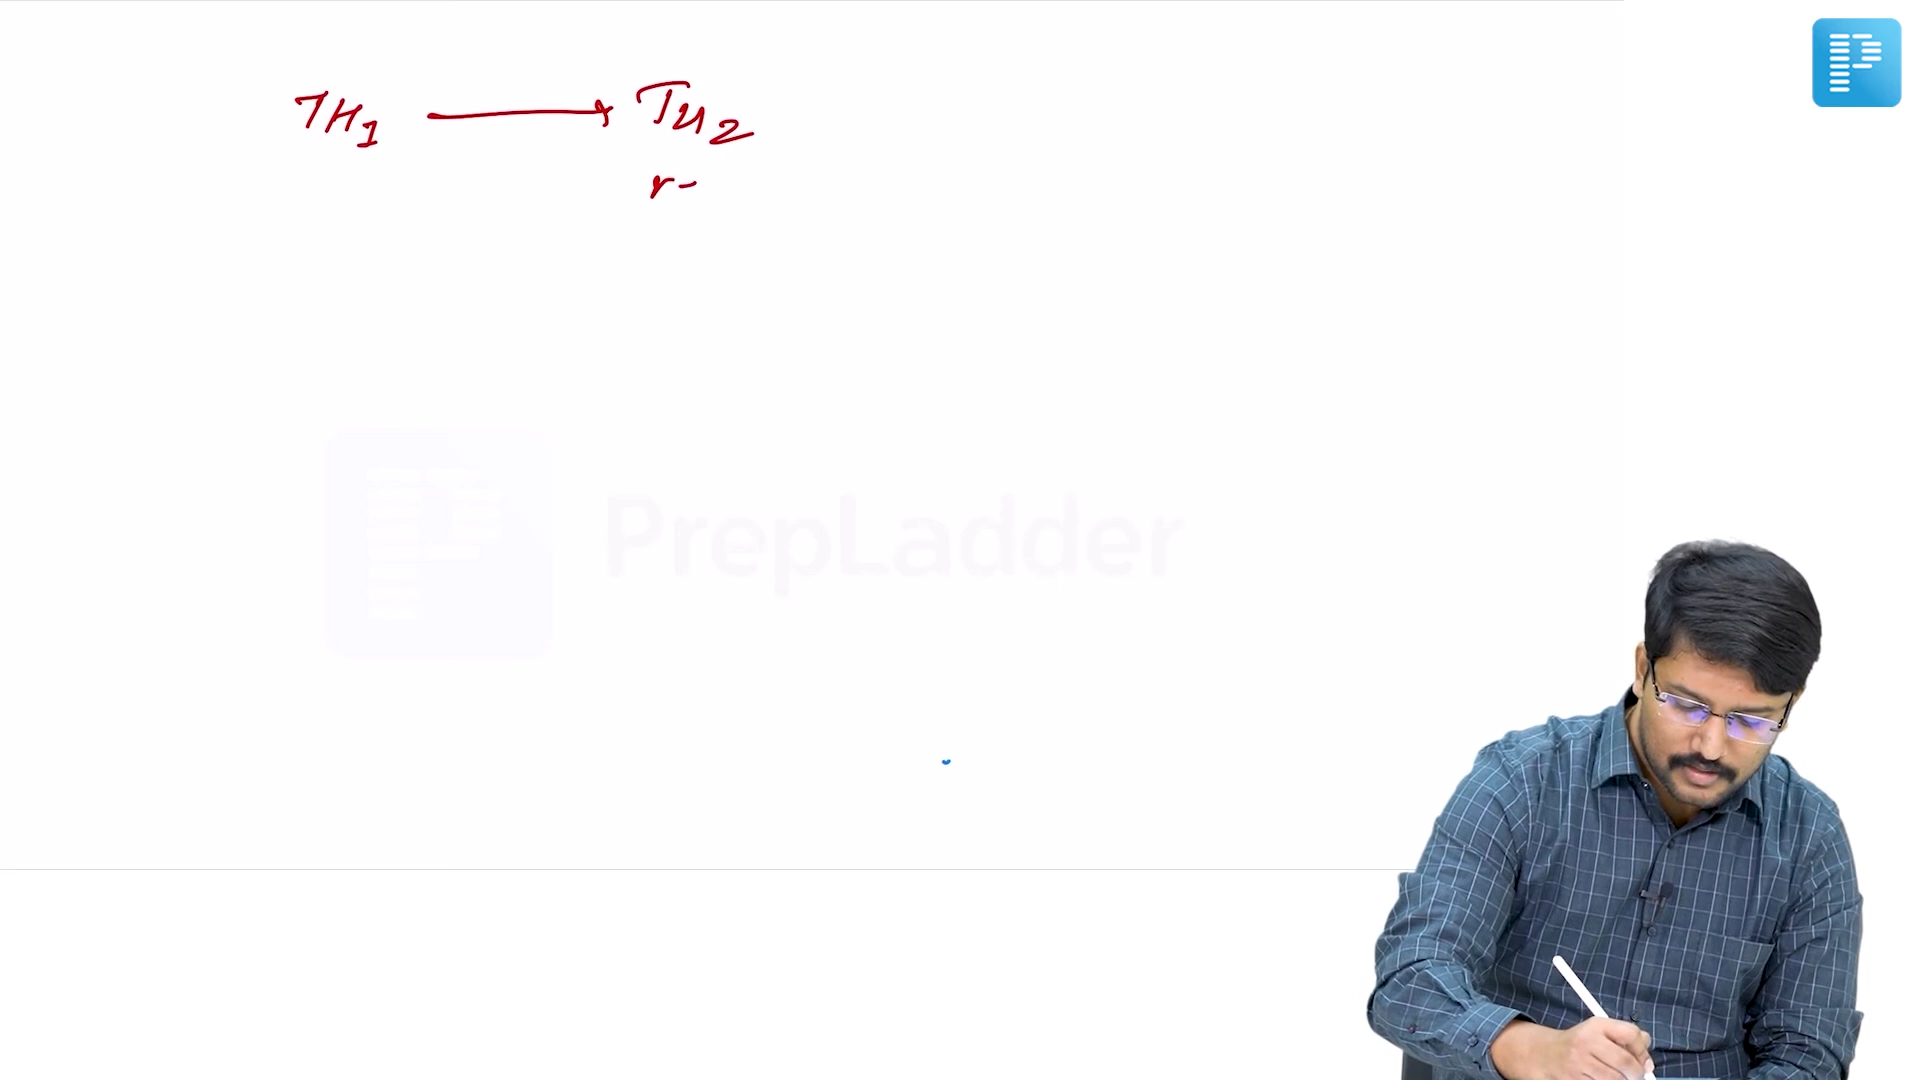 TH1 → TH2
r-
PrepLadder